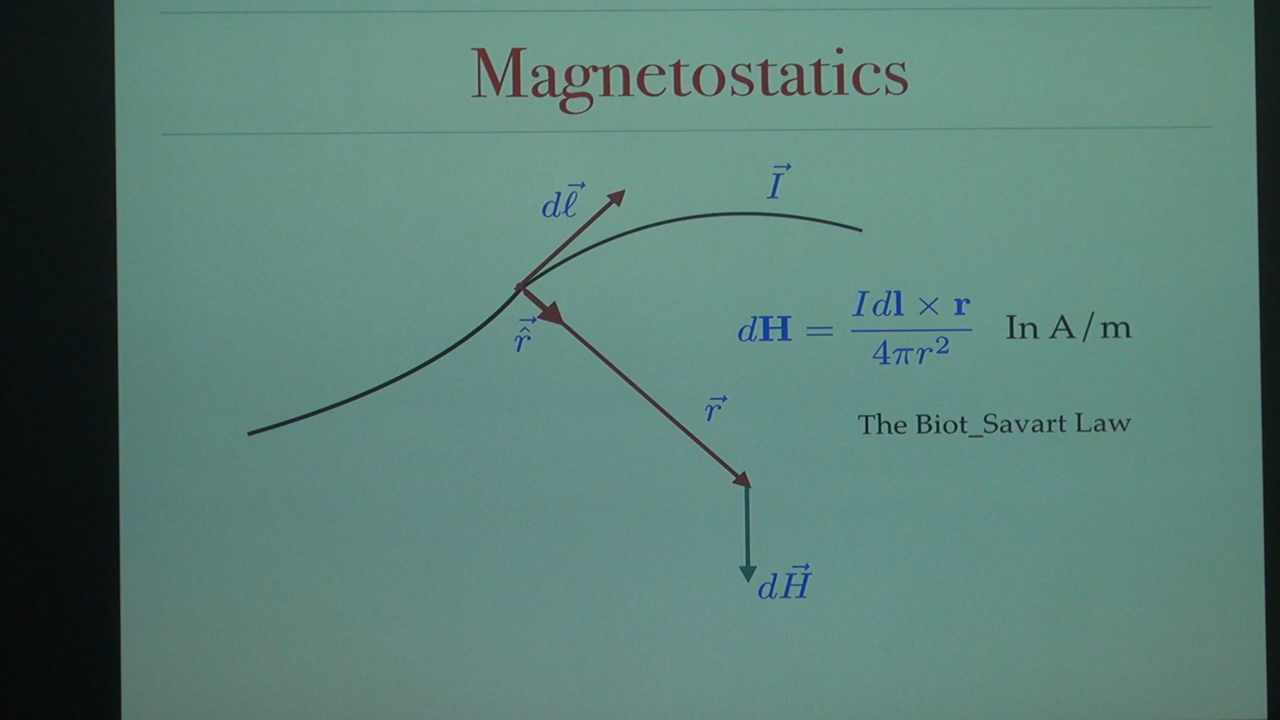 Magnetostatics
dℓ⃗
I⃗
dH = Idl × r / 4πr² In A/m
r̂⃗
r⃗
The Biot_Savart Law
dH⃗